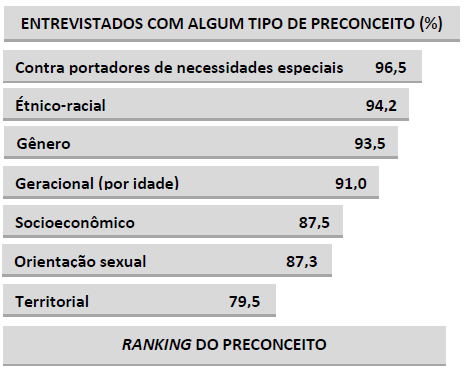 ENTREVISTADOS COM ALGUM TIPO DE PRECONCEITO (%)
Contra portadores de necessidades especiais 96,5
Étnico-racial 94,2
Gênero 93,5
Geracional (por idade) 91,0
Socioeconômico 87,5
Orientação sexual 87,3
Territorial 79,5
RANKING DO PRECONCEITO